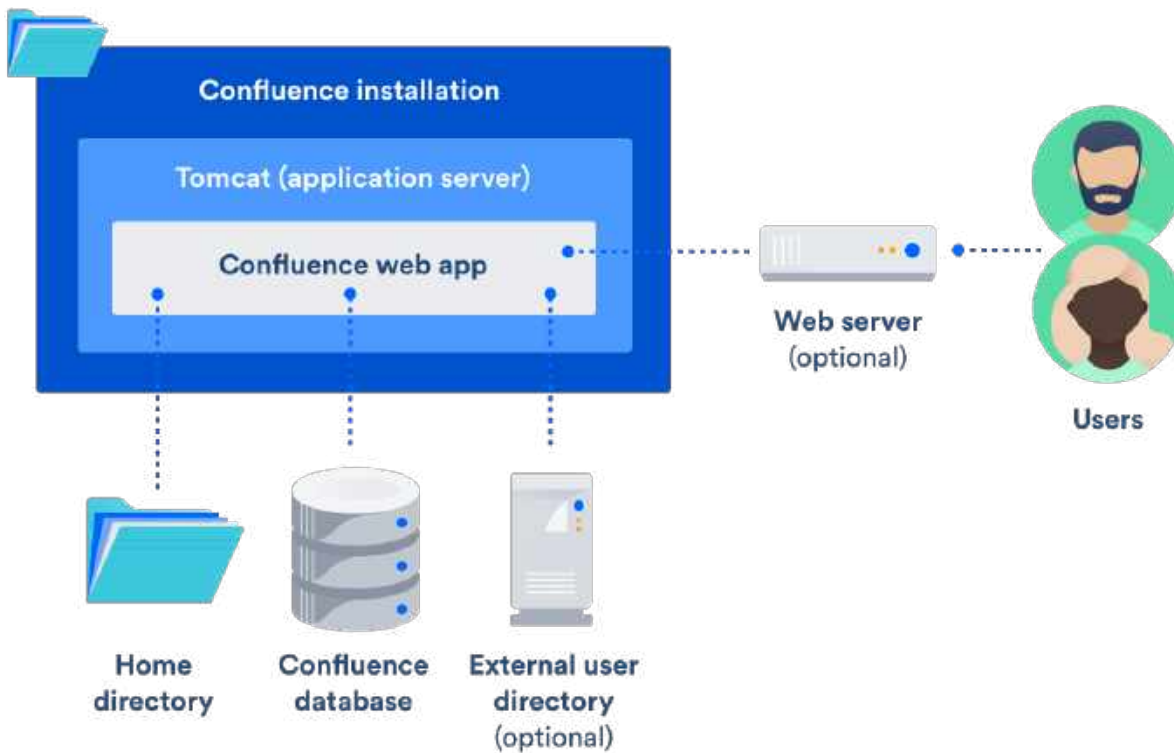 Confluence installation
Tomcat (application server)
Confluence web app
Web server
(optional)
Users
Home
directory
Confluence
database
External user
directory
(optional)